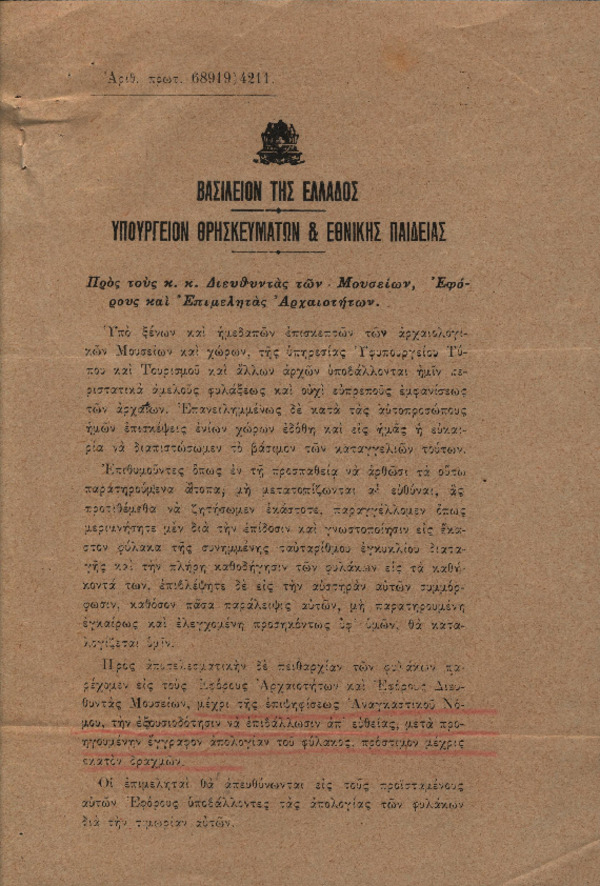 Ἀριθ. πρωτ. 68919)4211.
ΒΑΣΙΛΕΙΟΝ ΤΗΣ ΕΛΛΑΔΟΣ
ΥΠΟΥΡΓΕΙΟΝ ΘΡΗΣΚΕΥΜΑΤΩΝ & ΕΘΝΙΚΗΣ ΠΑΙΔΕΙΑΣ
Πρὸς τοὺς κ. κ. Διευθυντὰς τῶν Μουσείων, Ἐφό-
ρους καὶ Ἐπιμελητὰς Ἀρχαιοτήτων.
Ὑπὸ ξένων καὶ ἡμεδαπῶν ἐπισκεπτῶν τῶν ἀρχαιολογι-
κῶν Μουσείων καὶ χώρων, τῆς ὑπηρεσίας Ὑφυπουργείου Τύ-
που καὶ Τουρισμοῦ καὶ ἄλλων ἀρχῶν ὑποβάλλονται ἡμῖν πε-
ριστατικὰ ἀμελοῦς φυλάξεως καὶ οὐχὶ εὐπρεποῦς ἐμφανίσεως
τῶν ἀρχαίων. Ἐπανειλημμένως δὲ κατὰ τὰς αὐτοπροσώπους
ἡμῶν ἐπισκέψεις ἐνίων χώρων ἐδόθη καὶ εἰς ἡμᾶς ἡ εὐκαι-
ρία νὰ διαπιστώσωμεν τὸ βάσιμον τῶν καταγγελιῶν τούτων.
Ἐπιθυμοῦντες ὅπως ἐν τῇ προσπαθείᾳ νὰ ἀρθῶσι τὰ οὕτω
παρατηρούμενα ἄτοπα, μὴ μετατοπίζωνται αἱ εὐθύναι, ἃς
προτιθέμεθα νὰ ζητήσωμεν ἑκάστοτε, παραγγέλλομεν ὅπως
μεριμνήσητε μὲν διὰ τὴν ἐπίδοσιν καὶ γνωστοποίησιν εἰς ἕκα-
στον φύλακα τῆς συνημμένης ταυταρίθμου ἐγκυκλίου διατα-
γῆς καὶ τὴν πλήρη καθοδήγησιν τῶν φυλάκων εἰς τὰ καθή-
κοντά των, ἐπιβλέψητε δὲ εἰς τὴν αὐστηρὰν αὐτῶν συμμόρ-
φωσιν, καθόσον πᾶσα παράλειψις αὐτῶν, μὴ παρατηρουμένη
ἐγκαίρως καὶ ἐλεγχομένη προσηκόντως ὑφ' ὑμῶν, θὰ κατα-
λογίζεται ὑμῖν.
Πρὸς ἀποτελεσματικὴν δὲ πειθαρχίαν τῶν φυλάκων πα-
ρέχομεν εἰς τοὺς Ἐφόρους Ἀρχαιοτήτων καὶ Ἐφόρους Διευ-
θυντὰς Μουσείων, μέχρι τῆς ἐπιψηφίσεως Ἀναγκαστικοῦ Νό-
μου, τὴν ἐξουσιοδότησιν νὰ ἐπιβάλλωσιν ἀπ' εὐθείας, μετὰ προ-
ηγουμένην ἔγγραφον ἀπολογίαν τοῦ φύλακος, πρόστιμον μέχρις
ἑκατὸν δραχμῶν.
Οἱ ἐπιμεληταὶ θὰ ἀπευθύνωνται εἰς τοὺς προϊσταμένους
αὐτῶν Ἐφόρους ὑποβάλλοντες τὰς ἀπολογίας τῶν φυλάκων
διὰ τὴν τιμωρίαν αὐτῶν.